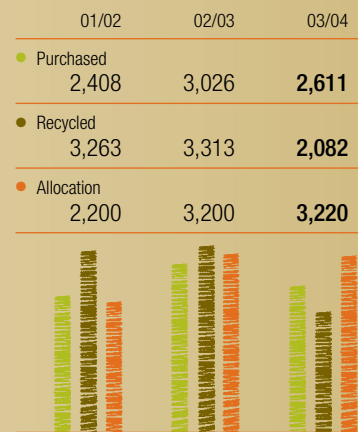 01/02 02/03 03/04
Purchased
2,408 3,026 2,611
Recycled
3,263 3,313 2,082
Allocation
2,200 3,200 3,220